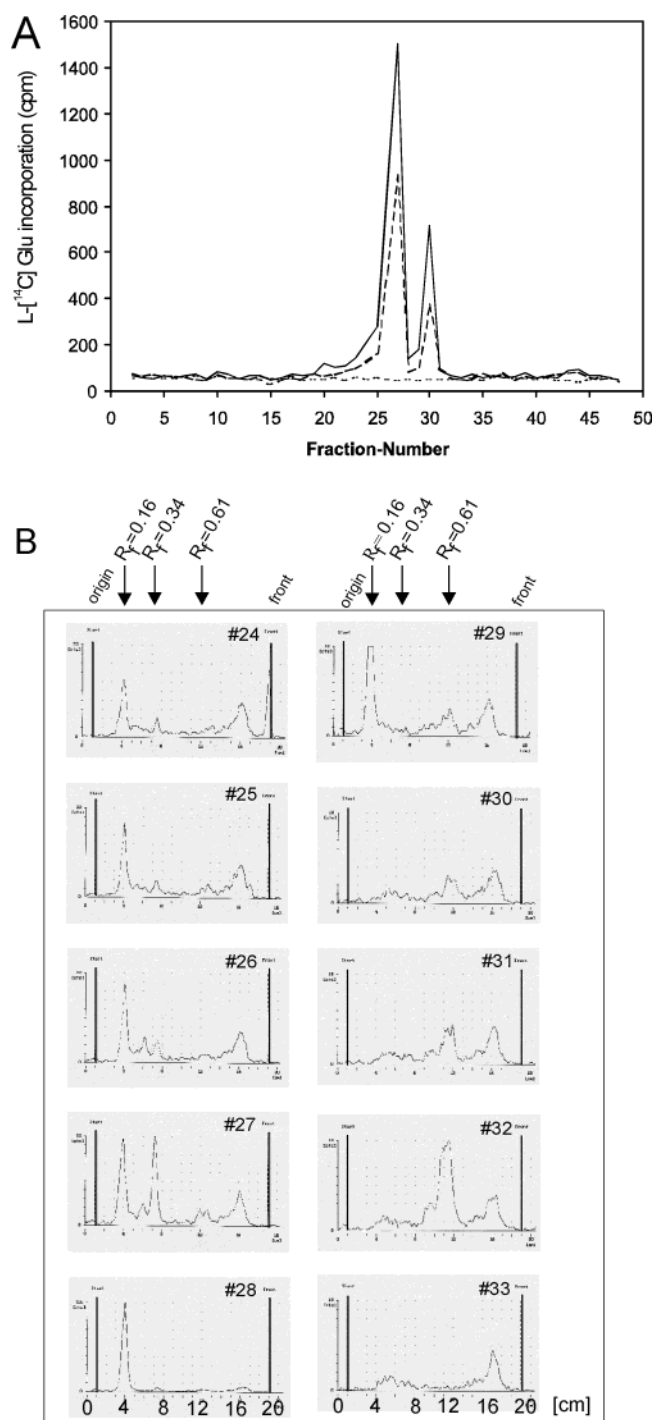 A
L-[14C] Glu incorporation (cpm)
1600
1400
1200
1000
800
600
400
200
0
0 5 10 15 20 25 30 35 40 45 50
Fraction-Number
B
origin Rf=0.16 Rf=0.34 Rf=0.61 front
origin Rf=0.16 Rf=0.34 Rf=0.61 front
#24 #29
#25 #30
#26 #31
#27 #32
#28 #33
0 4 8 12 16 20 0 4 8 12 16 20 [cm]